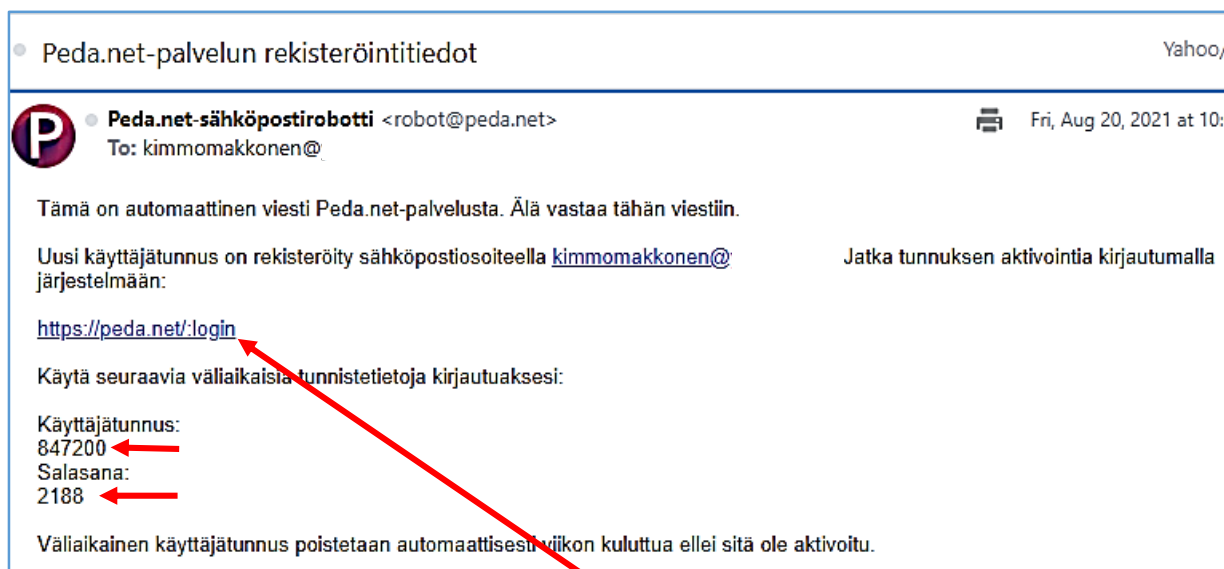 Peda.net-palvelun rekisteröintitiedot
Yahoo/
P
Peda.net-sähköpostirobotti <robot@peda.net>
Fri, Aug 20, 2021 at 10:
To: kimmomakkonen@
Tämä on automaattinen viesti Peda.net-palvelusta. Älä vastaa tähän viestiin.
Uusi käyttäjätunnus on rekisteröity sähköpostiosoitteella kimmomakkonen@ Jatka tunnuksen aktivointia kirjautumalla
järjestelmään:
https://peda.net/:login
Käytä seuraavia väliaikaisia tunnistetietoja kirjautuaksesi:
Käyttäjätunnus:
847200
Salasana:
2188
Väliaikainen käyttäjätunnus poistetaan automaattisesti viikon kuluttua ellei sitä ole aktivoitu.